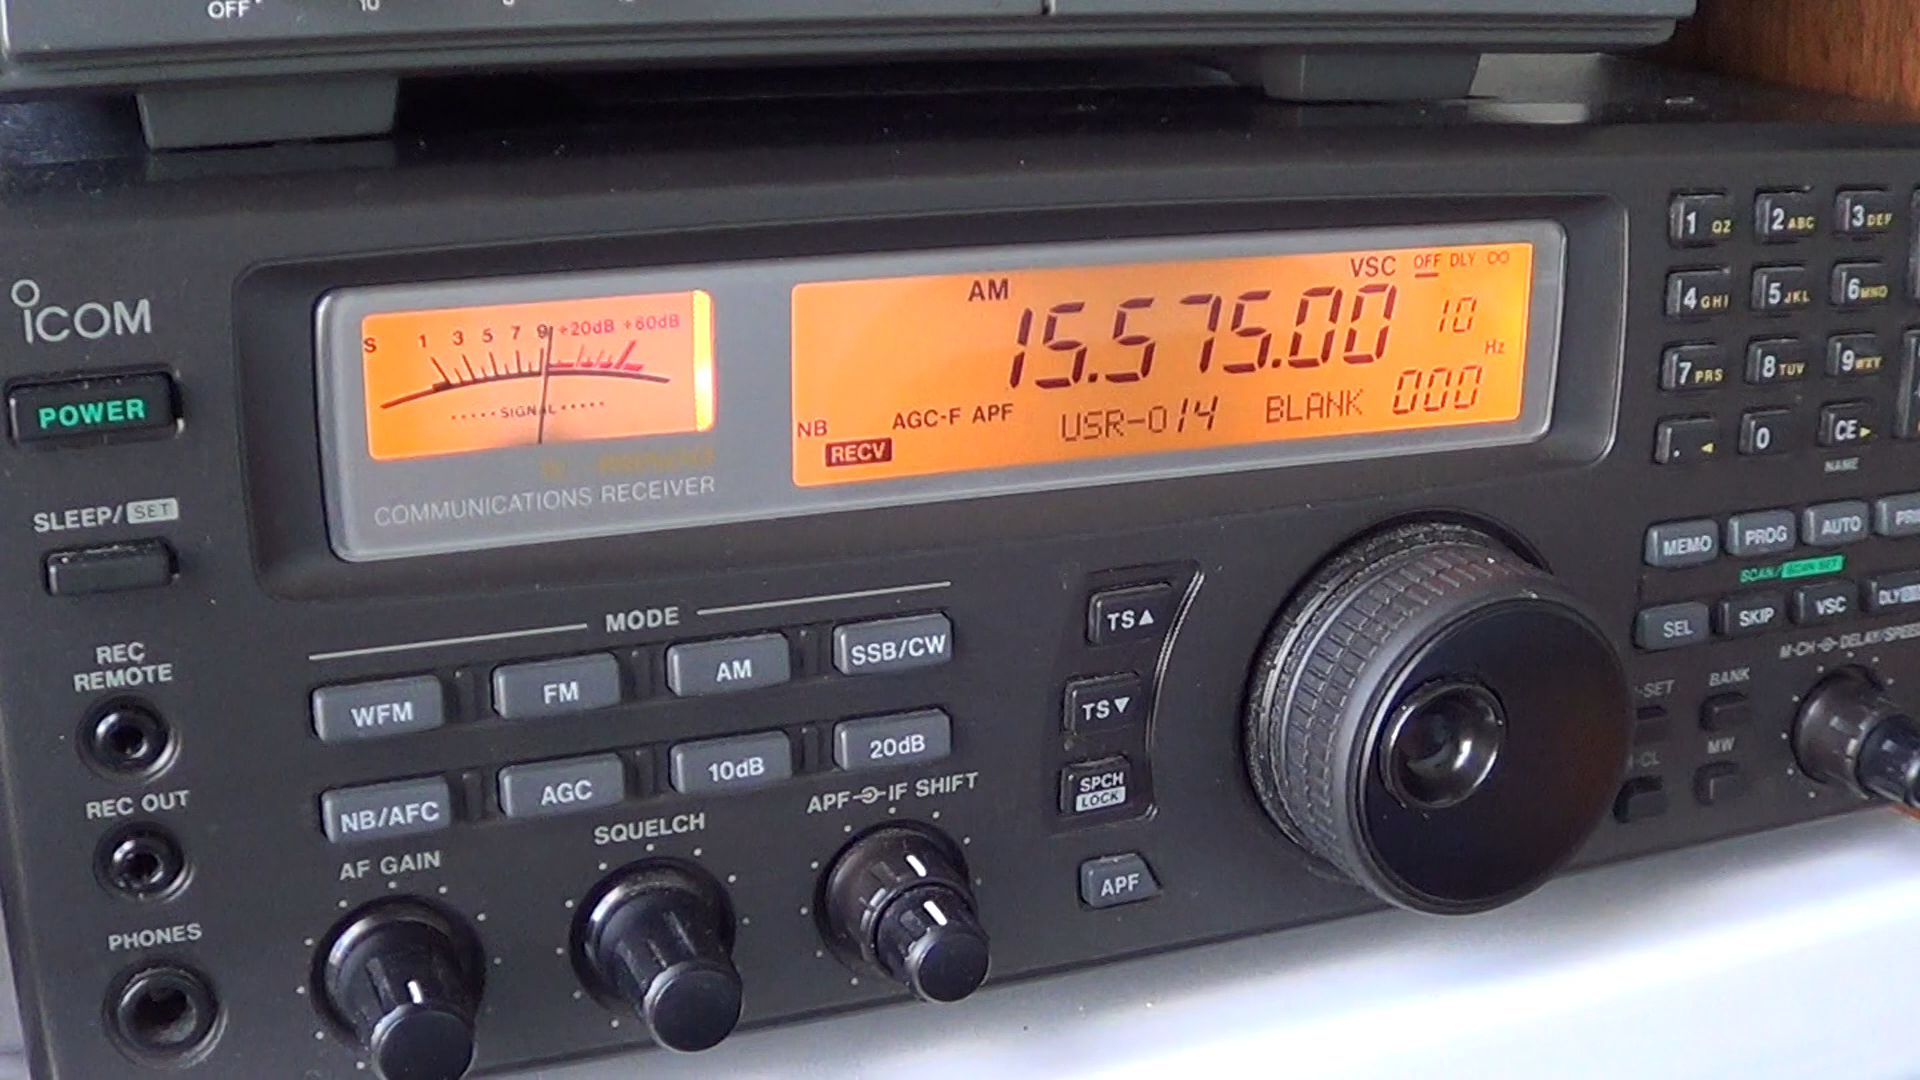 OFF 10
ICOM
POWER
SLEEP/SET
REC
REMOTE
REC OUT
PHONES
S 1 3 5 7 9 +20dB +60dB
SIGNAL
COMMUNICATIONS RECEIVER
AM VSC OFF DLY ∞
15.575.00 10
Hz
NB AGC-F APF USR-014 BLANK 000
RECV
MODE
WFM FM AM SSB/CW
NB/AFC AGC 10dB 20dB
AF GAIN SQUELCH APF IF SHIFT
TS▲
TS▼
SPCH
LOCK
APF
1 QZ 2 ABC 3 DEF
4 GHI 5 JKL 6 MNO
7 PRS 8 TUV 9 WXY
. ◄ 0 CE ►
NAME
MEMO PROG AUTO
SCAN/SCAN SET
SEL SKIP VSC DLY
M-CH DELAY/SPEED
-SET BANK
-CL MW